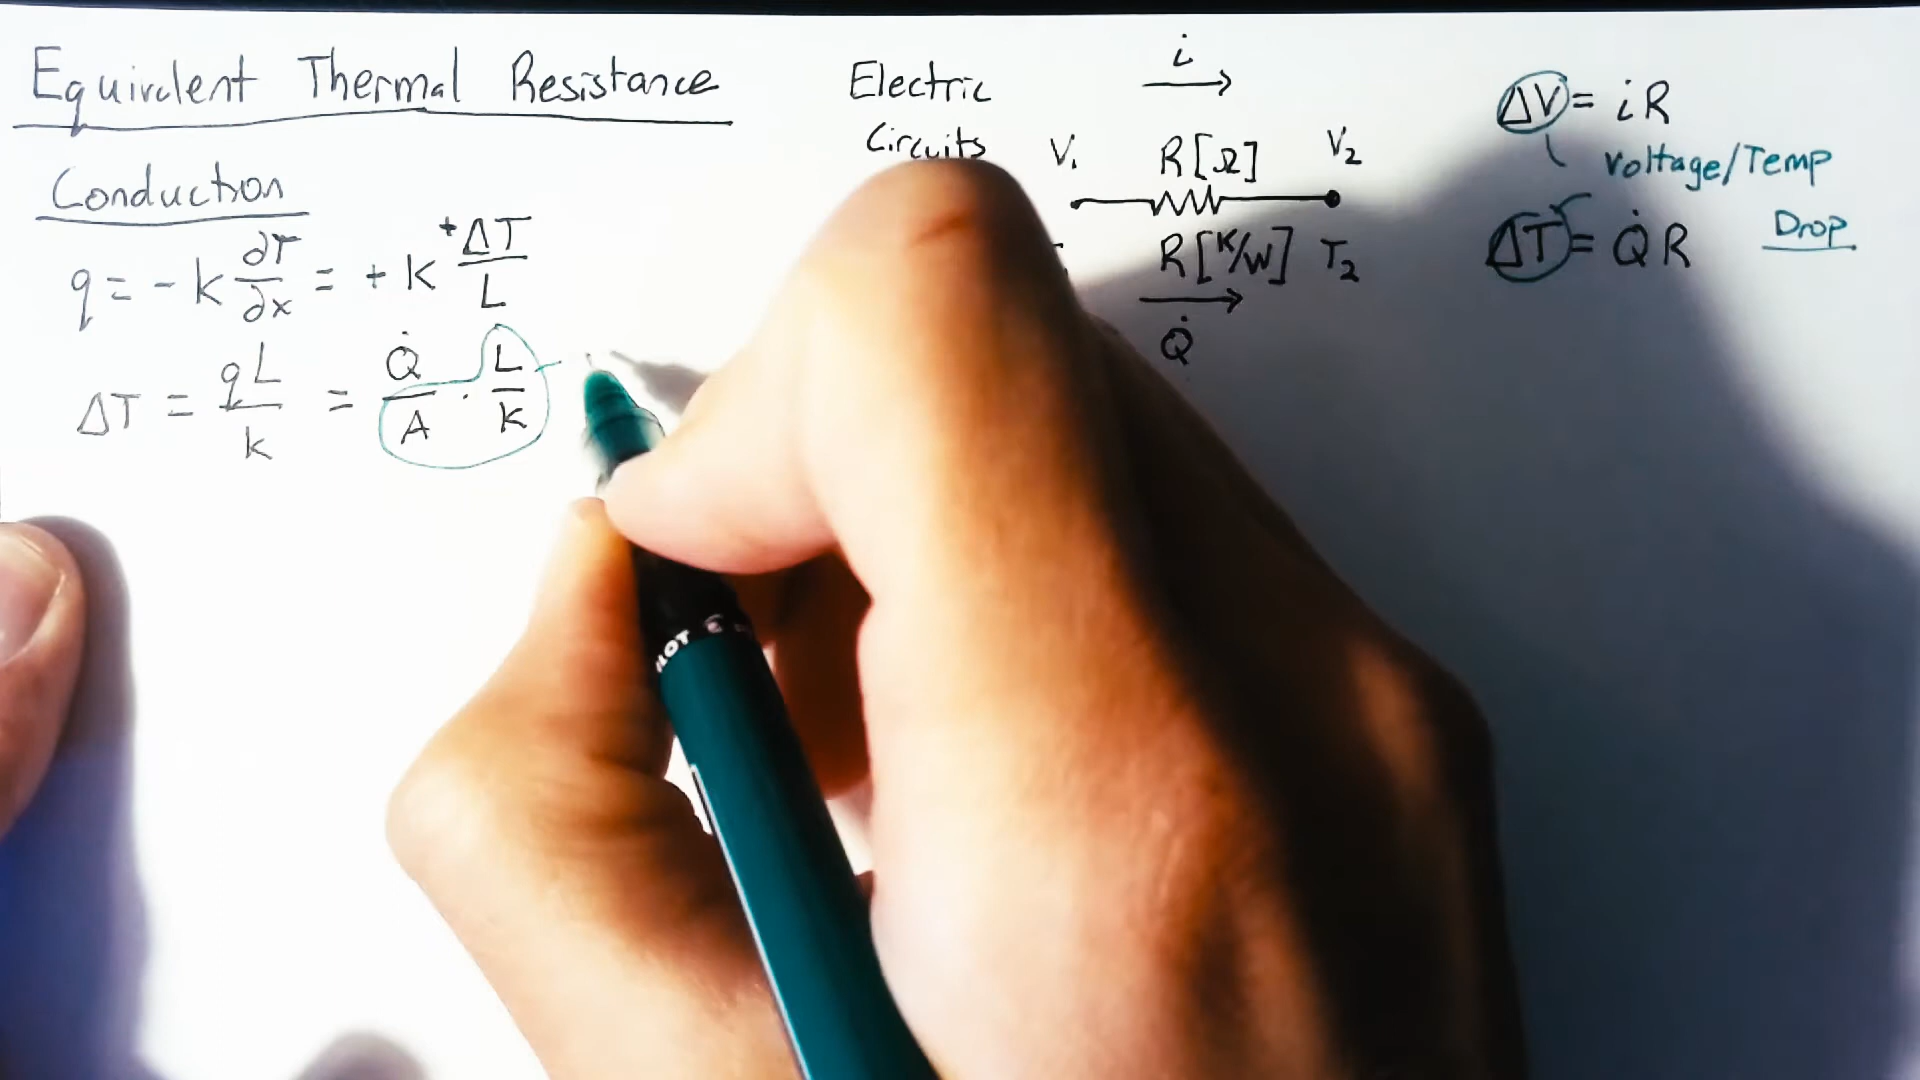 Equivalent Thermal Resistance
Conduction
q = - k ∂T/∂x = + k +ΔT/L
ΔT = qL/k = Q̇/A · L/k
Electric
Circuits
i
V₁ R[Ω] V₂
R[K/W] T₂
Q̇
ΔV = iR
Voltage/Temp
Drop
ΔT = Q̇R